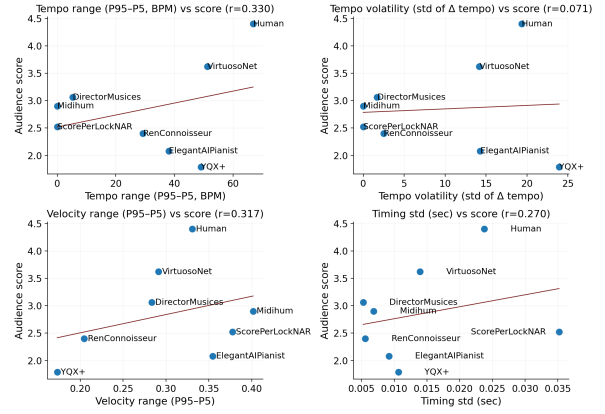 Tempo range (P95–P5, BPM) vs score (r=0.330)
4.5
4.0
3.5
3.0
2.5
2.0
Audience score
Human
VirtuosoNet
DirectorMusices
Midihum
ScorePerLockNAR
RenConnoisseur
ElegantAIPianist
YQX+
0
20
40
60
Tempo range (P95–P5, BPM)
Tempo volatility (std of Δ tempo) vs score (r=0.071)
4.5
4.0
3.5
3.0
2.5
2.0
Audience score
Human
VirtuosoNet
DirectorMusices
Midihum
ScorePerLockNAR
RenConnoisseur
ElegantAIPianist
YQX+
0
5
10
15
20
25
Tempo volatility (std of Δ tempo)
Velocity range (P95–P5) vs score (r=0.317)
4.5
4.0
3.5
3.0
2.5
2.0
Audience score
Human
VirtuosoNet
DirectorMusices
Midihum
ScorePerLockNAR
RenConnoisseur
ElegantAIPianist
YQX+
0.20
0.25
0.30
0.35
0.40
Velocity range (P95–P5)
Timing std (sec) vs score (r=0.270)
4.5
4.0
3.5
3.0
2.5
2.0
Audience score
Human
VirtuosoNet
DirectorMusices
Midihum
ScorePerLockNAR
RenConnoisseur
ElegantAIPianist
YQX+
0.005
0.010
0.015
0.020
0.025
0.030
0.035
Timing std (sec)